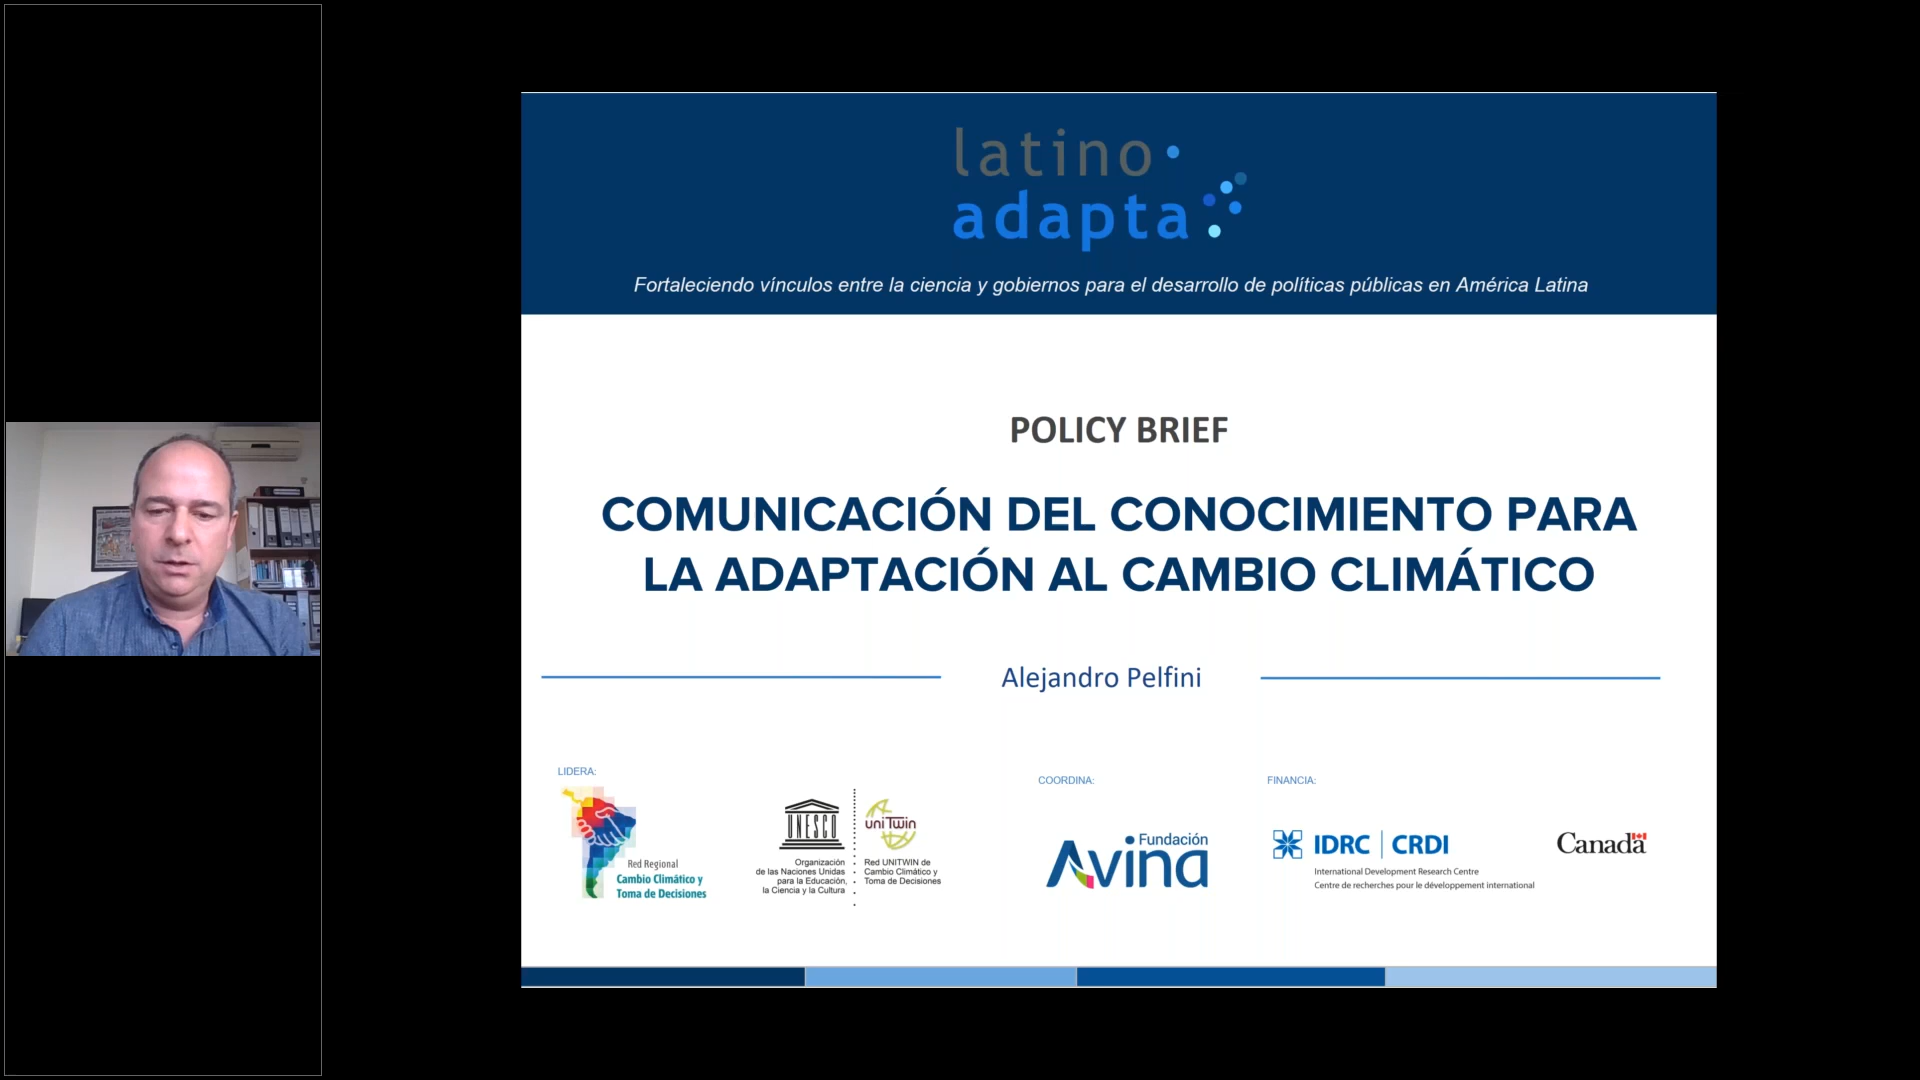 latino
adapta
Fortaleciendo vínculos entre la ciencia y gobiernos para el desarrollo de políticas públicas en América Latina
POLICY BRIEF
COMUNICACIÓN DEL CONOCIMIENTO PARA
LA ADAPTACIÓN AL CAMBIO CLIMÁTICO
Alejandro Pelfini
LIDERA:
Red Regional
Cambio Climático y
Toma de Decisiones
UNESCO
Organización
de las Naciones Unidas
para la Educación,
la Ciencia y la Cultura
uniTwin
Red UNITWIN de
Cambio Climático y
Toma de Decisiones
COORDINA:
Fundación
Avina
FINANCIA:
IDRC | CRDI
International Development Research Centre
Centre de recherches pour le développement international
Canada